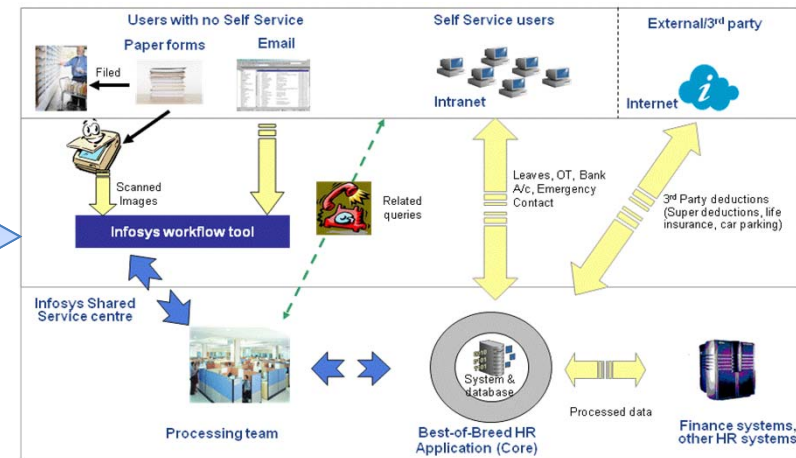 Users with no Self Service
Self Service users
External/3rd party
Paper forms
Email
Filed
Intranet
Internet
Scanned
Images
Related
queries
Leaves, OT, Bank
A/c, Emergency
Contact
3rd Party deductions
(Super deductions, life
insurance, car parking)
Infosys workflow tool
Infosys Shared
Service centre
System &
database
Processed data
Processing team
Best-of-Breed HR
Application (Core)
Finance systems,
other HR systems